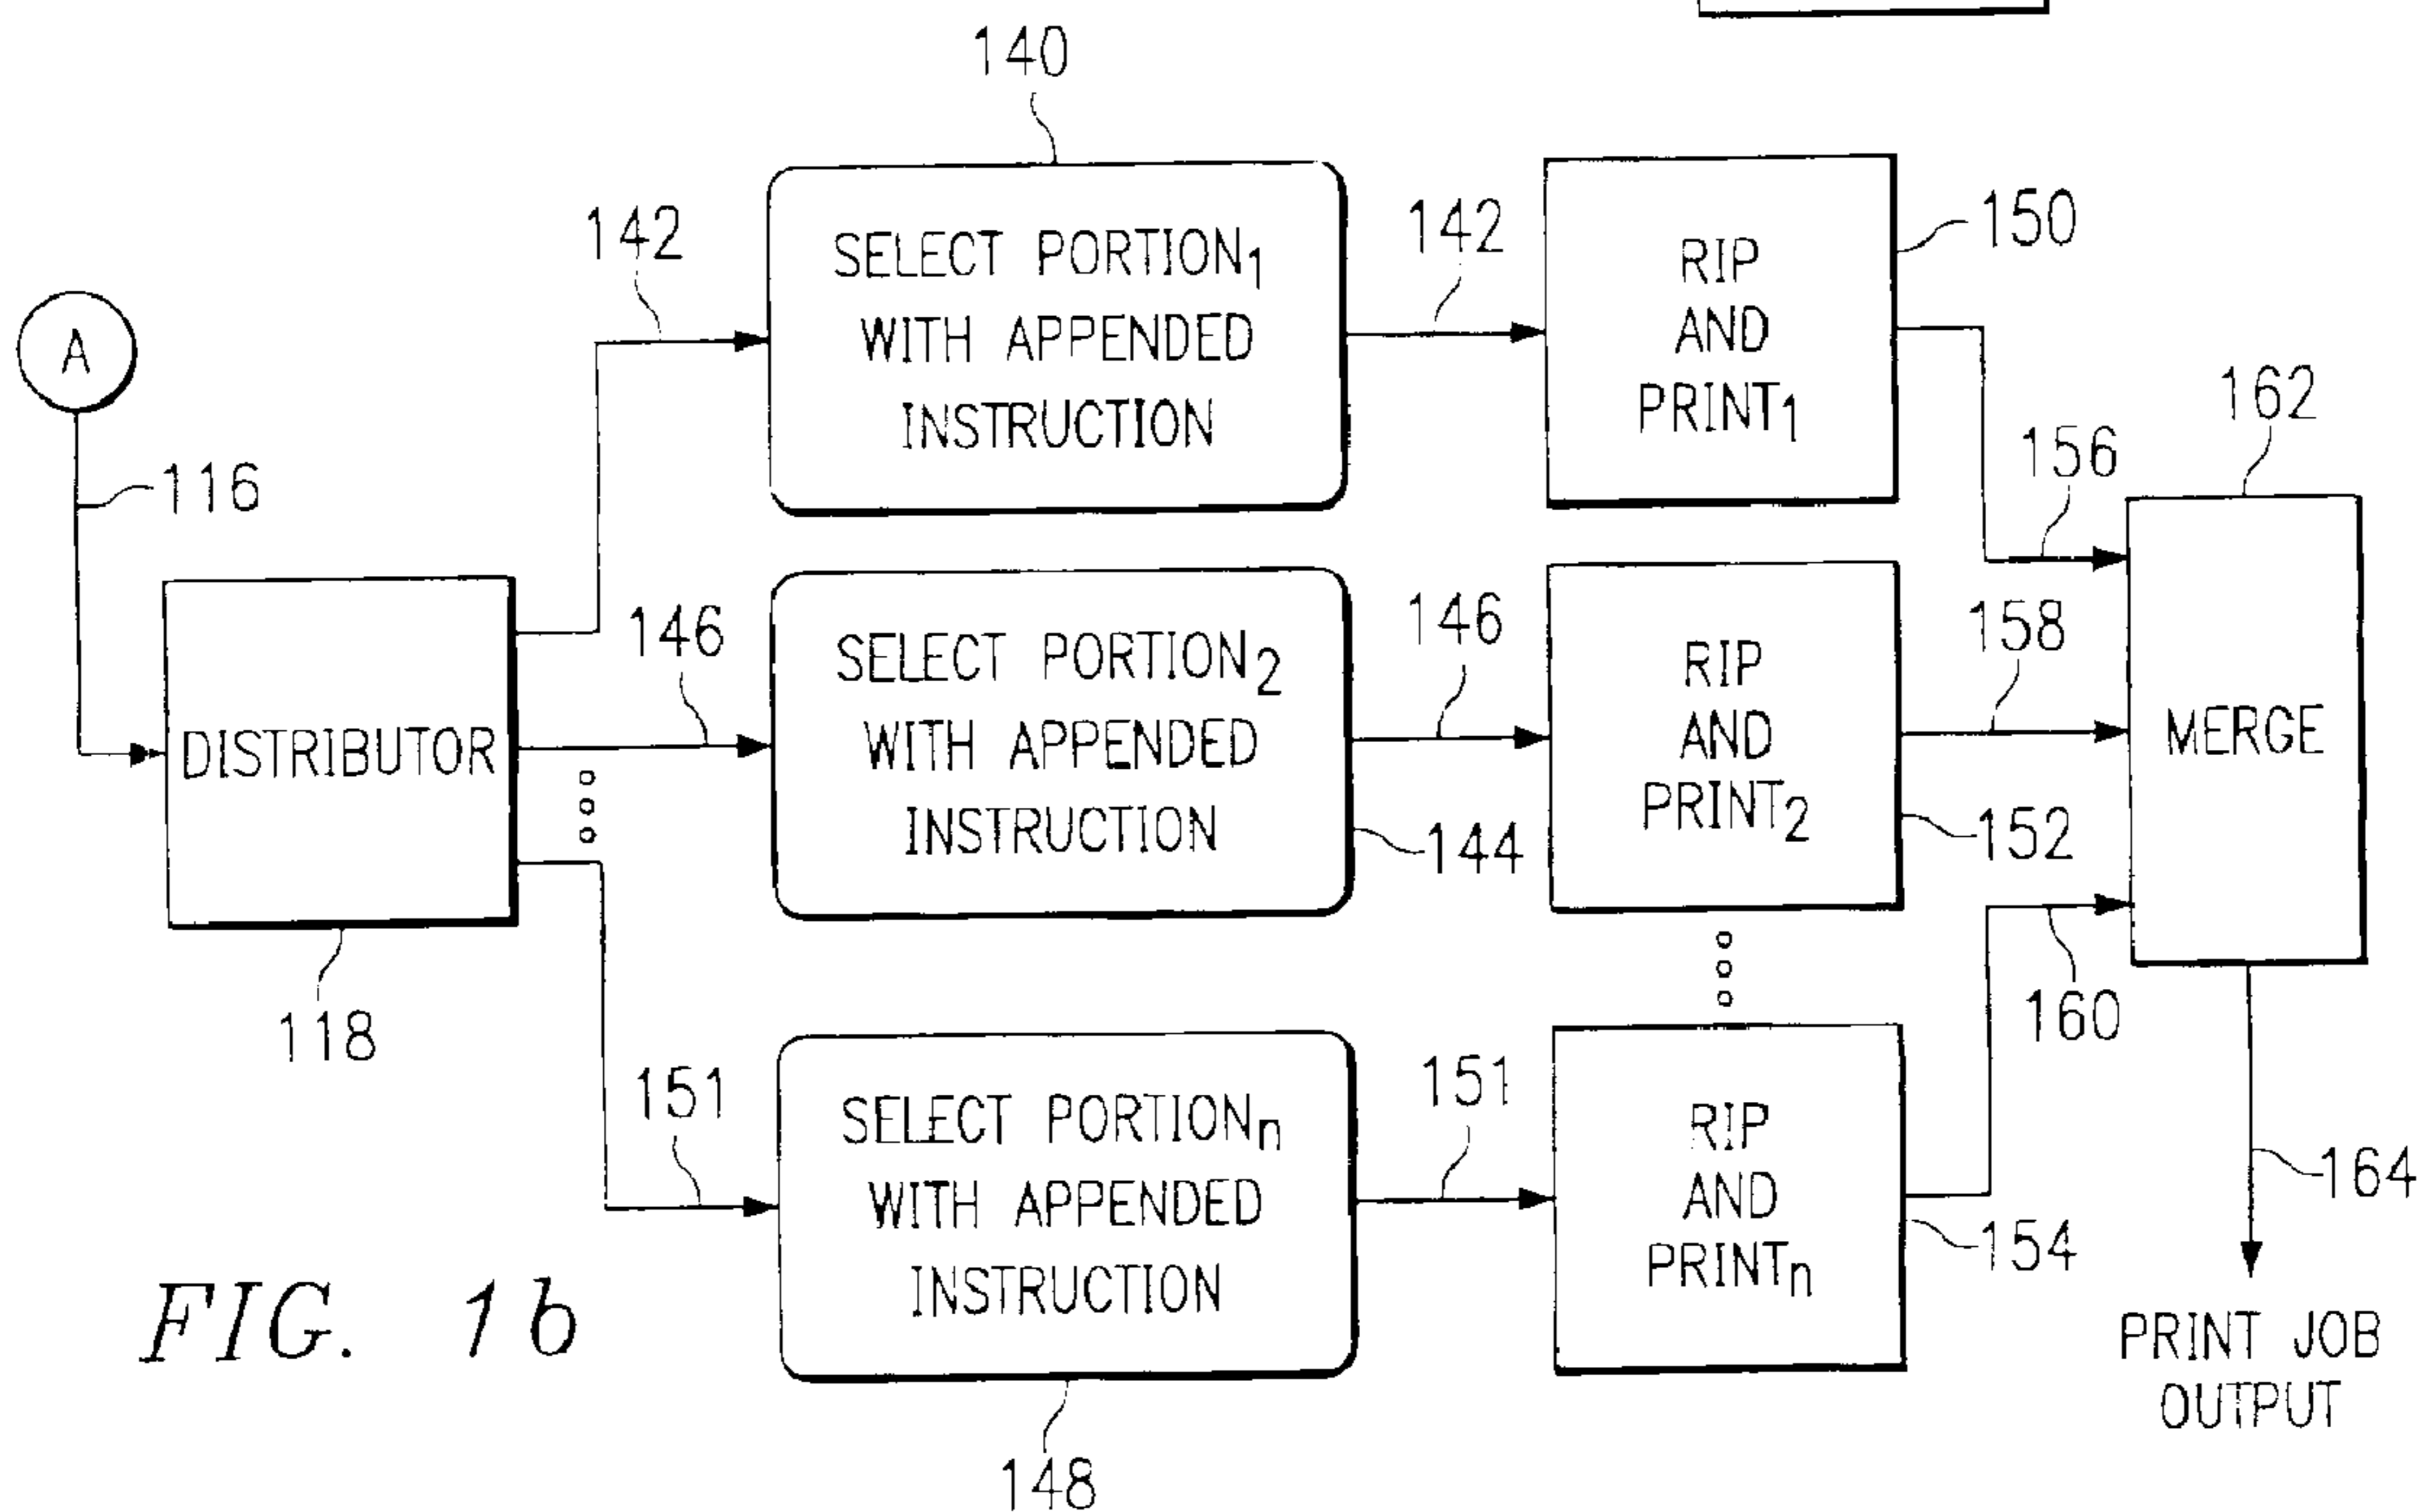 140
142
SELECT PORTION1
WITH APPENDED
INSTRUCTION
142
RIP
AND
PRINT1
150
A
116
156
162
DISTRIBUTOR
118
146
SELECT PORTION2
WITH APPENDED
INSTRUCTION
144
146
RIP
AND
PRINT2
152
158
MERGE
160
151
SELECT PORTIONn
WITH APPENDED
INSTRUCTION
148
151
RIP
AND
PRINTn
154
164
PRINT JOB
OUTPUT
FIG. 1b